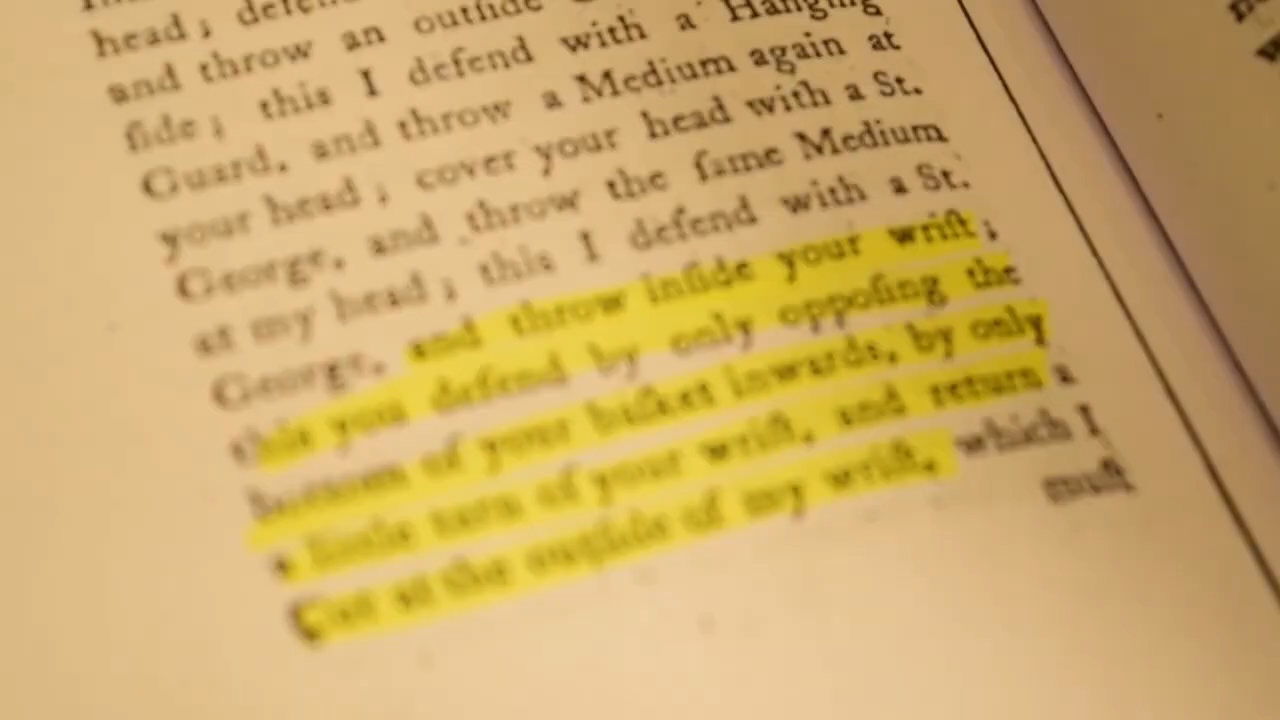 head; defend
and throw an outſide
ſide; this I defend with a Hanging
Guard, and throw a Medium again at
your head; cover your head with a St.
George, and throw the ſame Medium
at my head; this I defend with a St.
George, and throw inſide your wriſt;
this you defend by only oppoſing the
bottom of your baſket inwards, by only
a little turn of your wriſt, and return a
Cut at the outſide of my wriſt, which I
muſt